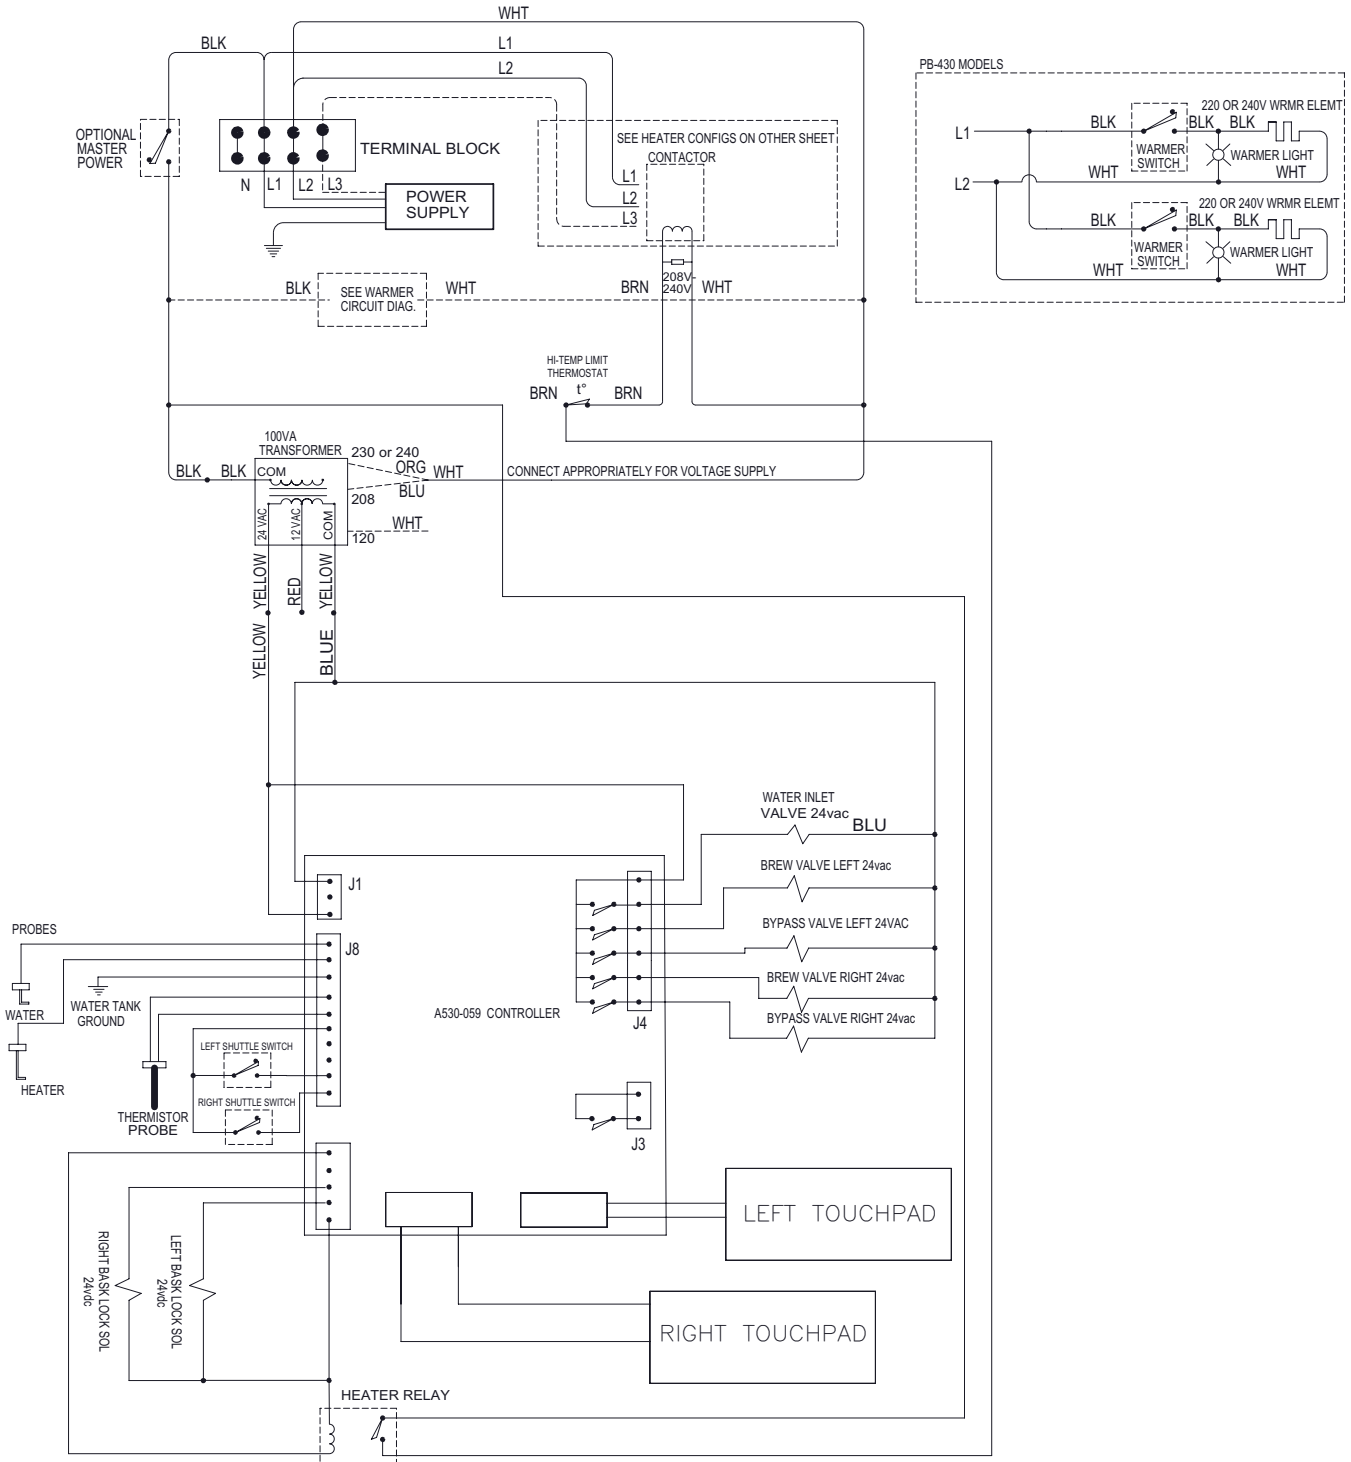 WHT
BLK
L1
L2
OPTIONAL
MASTER
POWER
TERMINAL BLOCK
N
L1
L2
L3
POWER
SUPPLY
SEE HEATER CONFIGS ON OTHER SHEET
CONTACTOR
L1
L2
L3
208V-
240V
BRN
WHT
BLK
SEE WARMER
CIRCUIT DIAG.
WHT
PB-430 MODELS
220 OR 240V WRMR ELEMT
L1
BLK
BLK
BLK
WARMER
SWITCH
WARMER LIGHT
L2
WHT
WHT
220 OR 240V WRMR ELEMT
BLK
BLK
BLK
WARMER
SWITCH
WARMER LIGHT
WHT
WHT
HI-TEMP LIMIT
THERMOSTAT
t°
BRN
BRN
100VA
TRANSFORMER
230 or 240
BLK
BLK
COM
ORG
WHT
CONNECT APPROPRIATELY FOR VOLTAGE SUPPLY
BLU
208
24 VAC
12 VAC
COM
WHT
120
YELLOW
RED
YELLOW
YELLOW
BLUE
WATER INLET
VALVE 24vac
BLU
BREW VALVE LEFT 24vac
BYPASS VALVE LEFT 24VAC
BREW VALVE RIGHT 24vac
BYPASS VALVE RIGHT 24vac
J1
J8
J4
J3
A530-059 CONTROLLER
PROBES
WATER
WATER TANK
GROUND
HEATER
LEFT SHUTTLE SWITCH
RIGHT SHUTTLE SWITCH
THERMISTOR
PROBE
LEFT TOUCHPAD
RIGHT TOUCHPAD
RIGHT BASK LOCK SOL
24vdc
LEFT BASK LOCK SOL
24vdc
HEATER RELAY